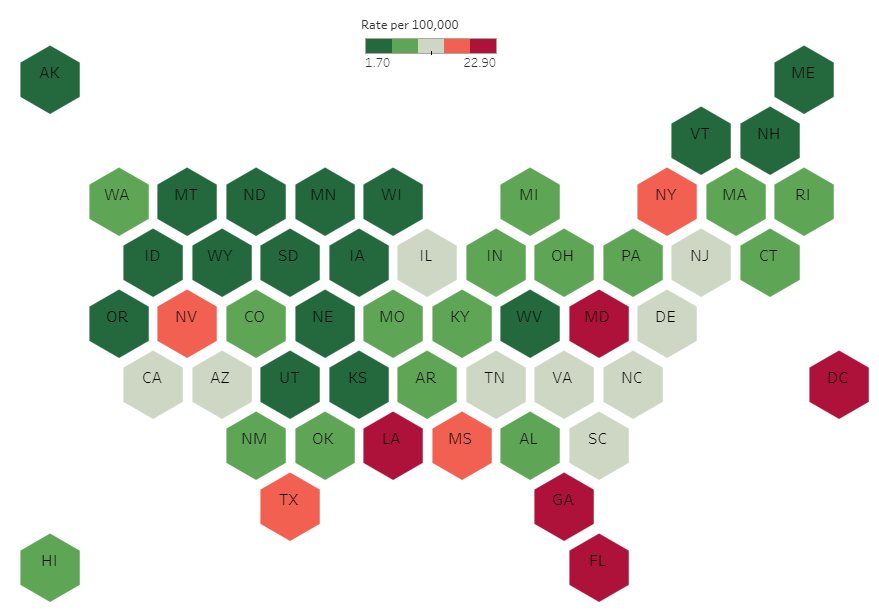 Rate per 100,000
1.70 22.90
AK ME
VT NH
WA MT ND MN WI MI NY MA RI
ID WY SD IA IL IN OH PA NJ CT
OR NV CO NE MO KY WV MD DE
CA AZ UT KS AR TN VA NC DC
NM OK LA MS AL SC
TX GA
HI FL